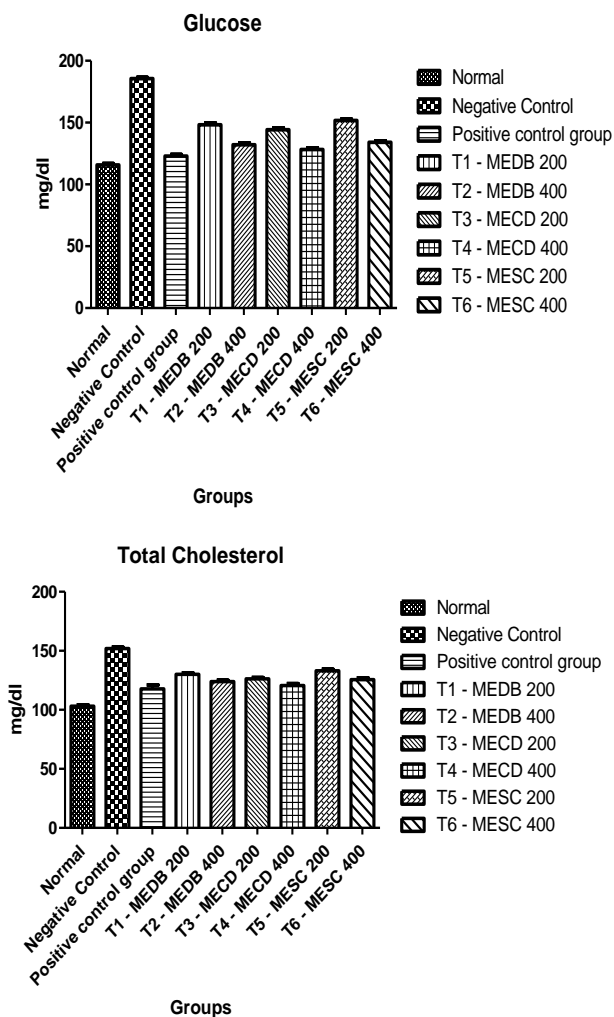 Glucose
200
150
100
50
0
mg/dl
Normal
Negative Control
Positive control group
T1 - MEDB 200
T2 - MEDB 400
T3 - MECD 200
T4 - MECD 400
T5 - MESC 200
T6 - MESC 400
Groups
Normal
Negative Control
Positive control group
T1 - MEDB 200
T2 - MEDB 400
T3 - MECD 200
T4 - MECD 400
T5 - MESC 200
T6 - MESC 400
Total Cholesterol
200
150
100
50
0
mg/dl
Normal
Negative Control
Positive control group
T1 - MEDB 200
T2 - MEDB 400
T3 - MECD 200
T4 - MECD 400
T5 - MESC 200
T6 - MESC 400
Groups
Normal
Negative Control
Positive control group
T1 - MEDB 200
T2 - MEDB 400
T3 - MECD 200
T4 - MECD 400
T5 - MESC 200
T6 - MESC 400